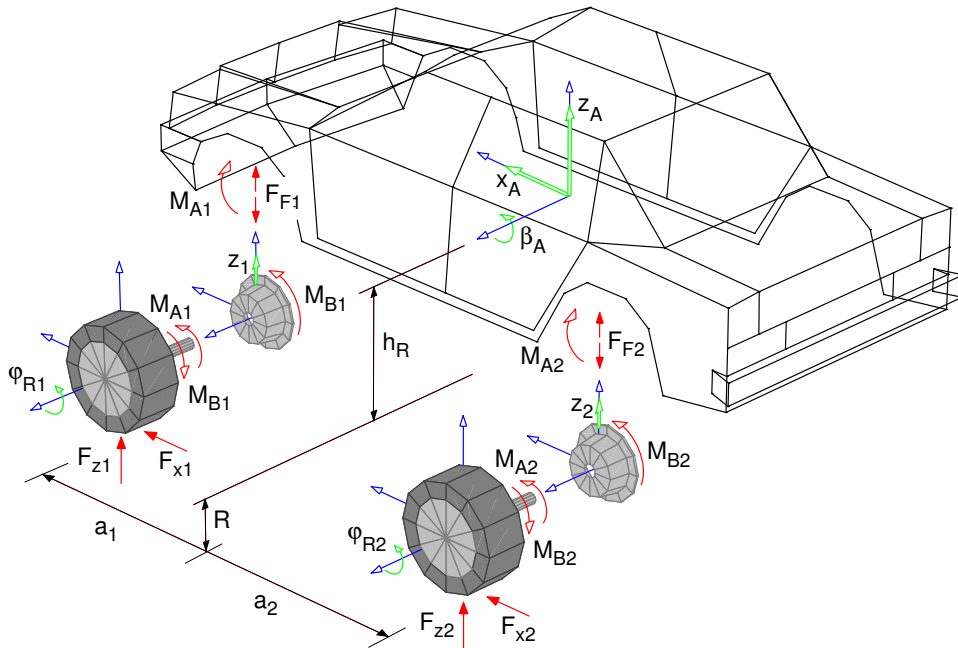 z_A
x_A
β_A
M_A1
F_F1
z_1
M_B1
M_A1
φ_R1
M_B1
F_z1
F_x1
h_R
M_A2
F_F2
z_2
M_B2
M_A2
φ_R2
M_B2
R
a_1
a_2
F_z2
F_x2